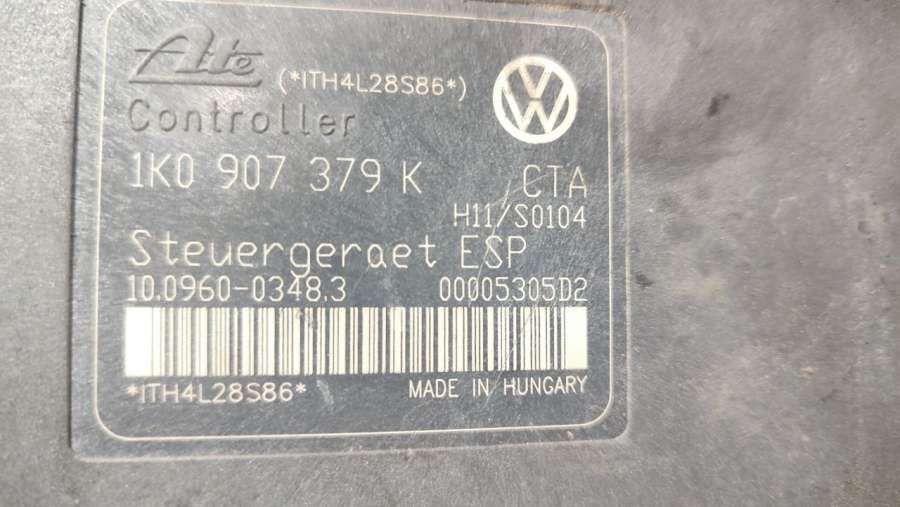 Ate (*ITH4L28S86*)
Controller
1K0 907 379 K CTA
H11/S0104
Steuergeraet ESP
10.0960-0348.3 00005305D2
*ITH4L28S86* MADE IN HUNGARY